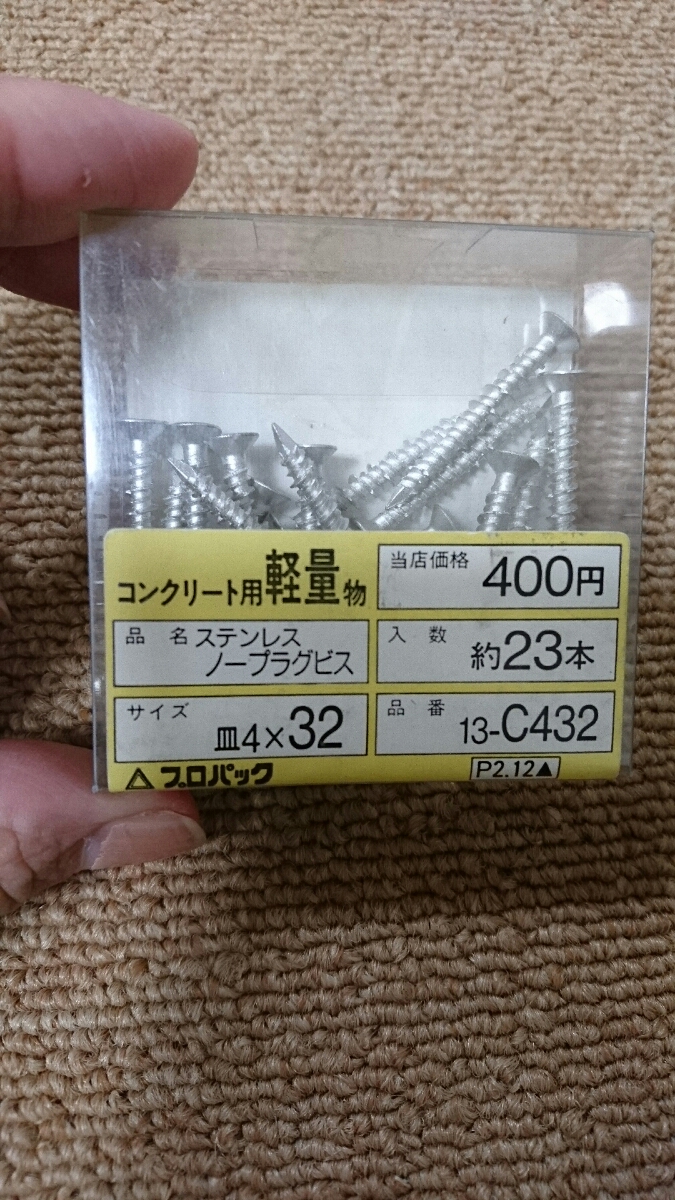 コンクリート用軽量物
当店価格 400円
品 名 ステンレス
ノープラグビス
入 数 約23本
サイズ 皿4×32
品 番 13-C432
プロパック
P2.12▲